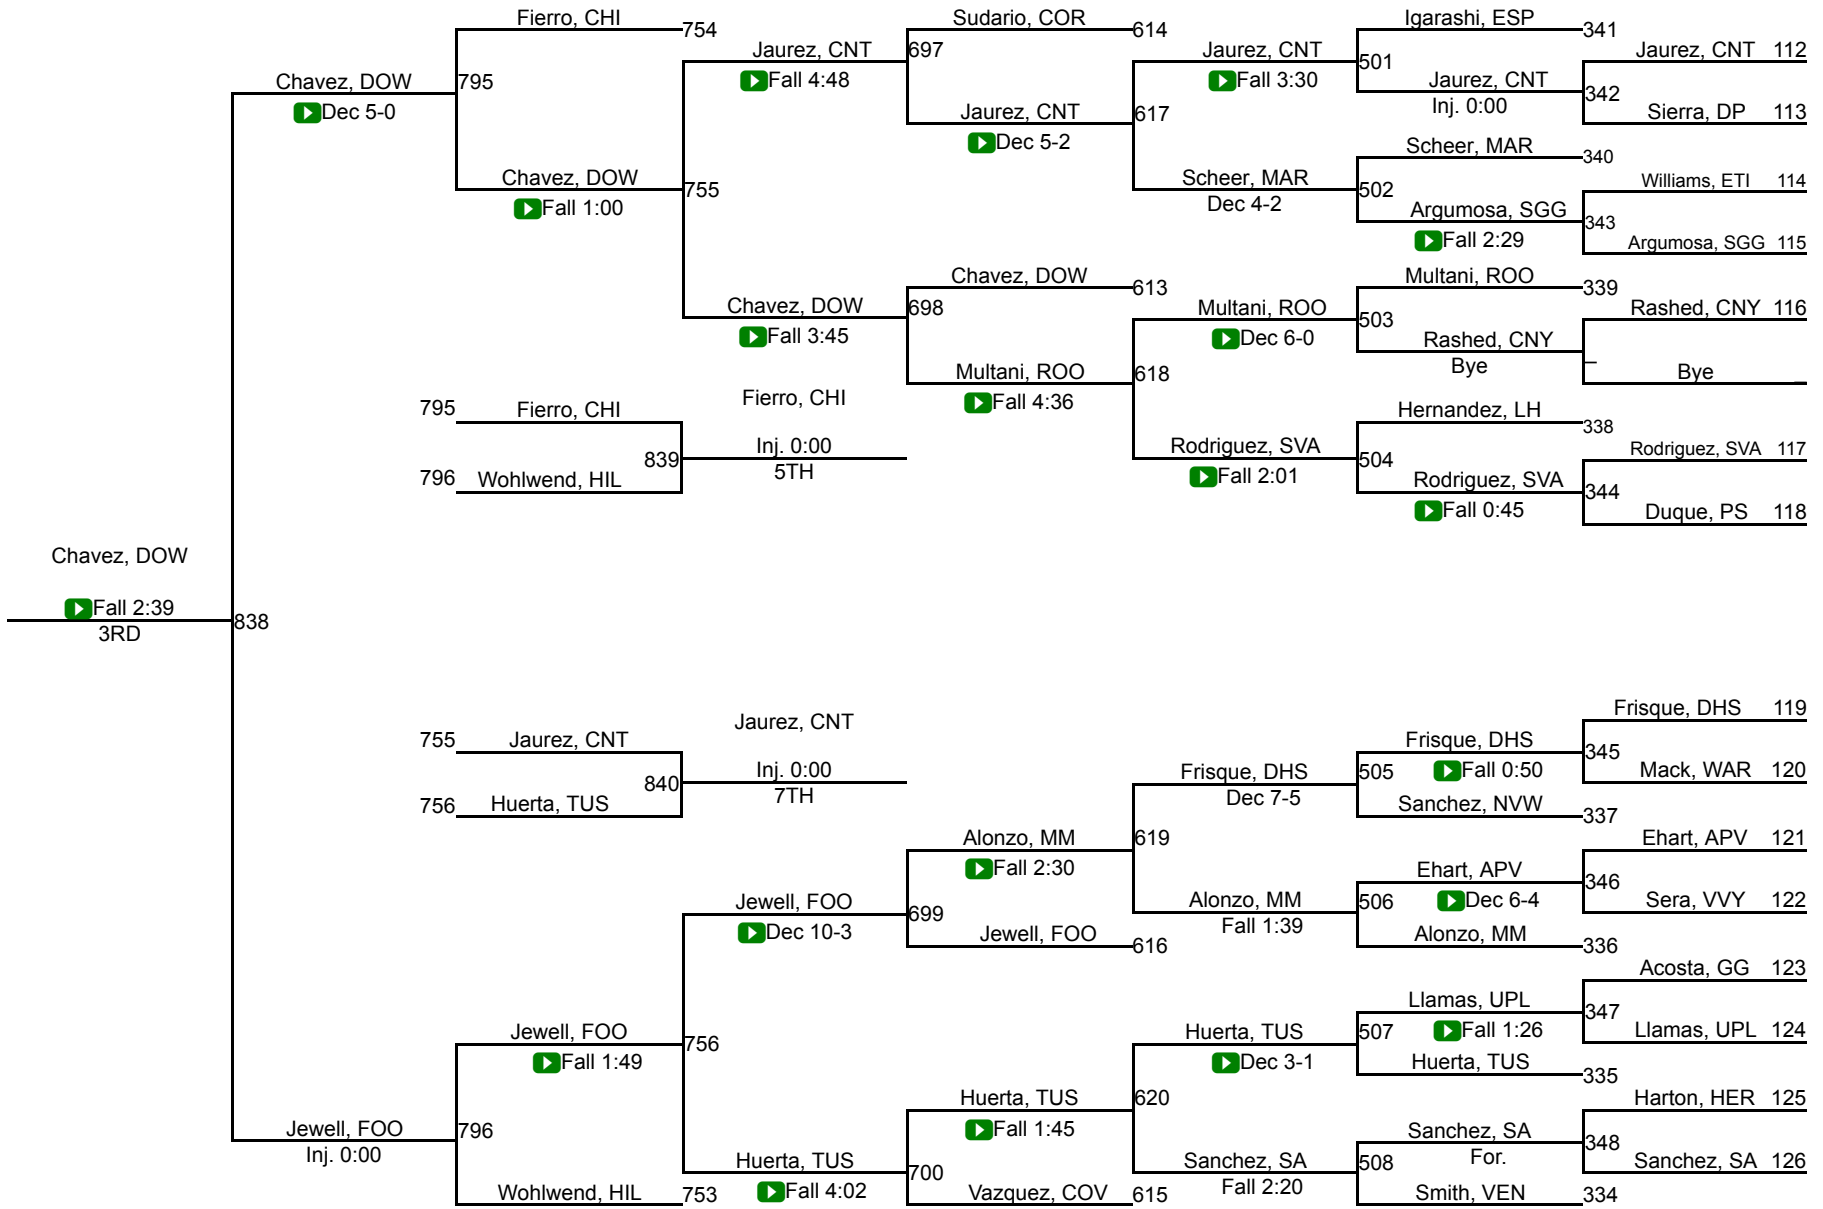 Fierro, CHI
754
Sudario, COR
614
Igarashi, ESP
341
Jaurez, CNT
697
Jaurez, CNT
501
Jaurez, CNT 112
Chavez, DOW
795
Fall 4:48
Fall 3:30
Jaurez, CNT
342
Dec 5-0
Jaurez, CNT
617
Inj. 0:00
Sierra, DP 113
Dec 5-2
Scheer, MAR
340
Chavez, DOW
755
Scheer, MAR
502
Williams, ETI 114
Fall 1:00
Dec 4-2
Argumosa, SGG
343
Fall 2:29
Argumosa, SGG 115
Chavez, DOW
613
Multani, ROO
339
Chavez, DOW
698
Multani, ROO
503
Rashed, CNY 116
Fall 3:45
Dec 6-0
Rashed, CNY
Bye
_
Multani, ROO
618
Bye _
795 Fierro, CHI
Fierro, CHI
Fall 4:36
Hernandez, LH
338
839
Inj. 0:00
Rodriguez, SVA
504
Rodriguez, SVA 117
796 Wohlwend, HIL
5TH
Fall 2:01
Rodriguez, SVA
344
Fall 0:45
Duque, PS 118
Chavez, DOW
Fall 2:39
838
3RD
Frisque, DHS 119
755 Jaurez, CNT
Jaurez, CNT
Frisque, DHS
345
840
Inj. 0:00
Frisque, DHS
505
Fall 0:50
Mack, WAR 120
756 Huerta, TUS
7TH
Dec 7-5
Sanchez, NVW
337
Alonzo, MM
619
Ehart, APV 121
Fall 2:30
Ehart, APV
346
Jewell, FOO
699
Alonzo, MM
506
Dec 6-4
Sera, VVY 122
Dec 10-3
Jewell, FOO
616
Fall 1:39
Alonzo, MM
336
Acosta, GG 123
Llamas, UPL
347
Jewell, FOO
756
Huerta, TUS
507
Fall 1:26
Llamas, UPL 124
Fall 1:49
Dec 3-1
Huerta, TUS
335
Huerta, TUS
620
Harton, HER 125
Jewell, FOO
796
Fall 1:45
Sanchez, SA
348
Inj. 0:00
Huerta, TUS
700
Sanchez, SA
508
For.
Sanchez, SA 126
Wohlwend, HIL
753
Fall 4:02
Vazquez, COV
615
Fall 2:20
Smith, VEN
334